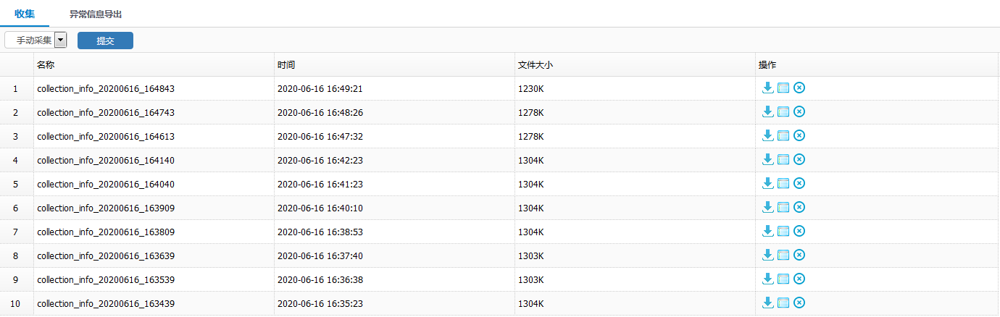 收集 异常信息导出
手动采集 提交
名称 时间 文件大小 操作
1 collection_info_20200616_164843 2020-06-16 16:49:21 1230K
2 collection_info_20200616_164743 2020-06-16 16:48:26 1278K
3 collection_info_20200616_164613 2020-06-16 16:47:32 1278K
4 collection_info_20200616_164140 2020-06-16 16:42:23 1304K
5 collection_info_20200616_164040 2020-06-16 16:41:23 1304K
6 collection_info_20200616_163909 2020-06-16 16:40:10 1304K
7 collection_info_20200616_163809 2020-06-16 16:38:53 1304K
8 collection_info_20200616_163639 2020-06-16 16:37:40 1303K
9 collection_info_20200616_163539 2020-06-16 16:36:38 1303K
10 collection_info_20200616_163439 2020-06-16 16:35:23 1304K